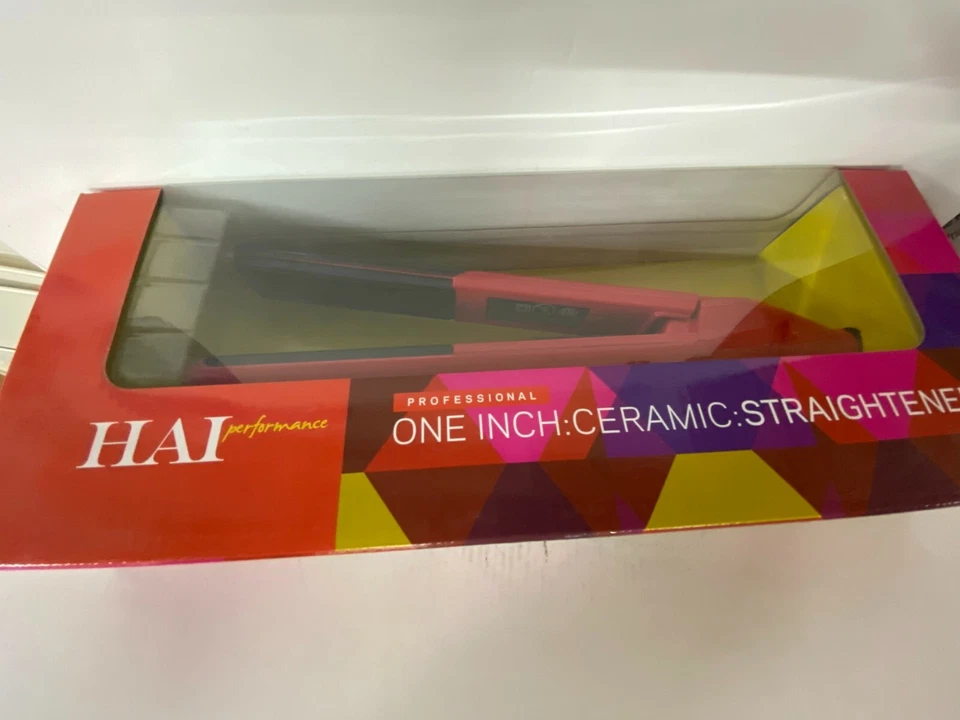 HAI performance
PROFESSIONAL
ONE INCH:CERAMIC:STRAIGHTENE